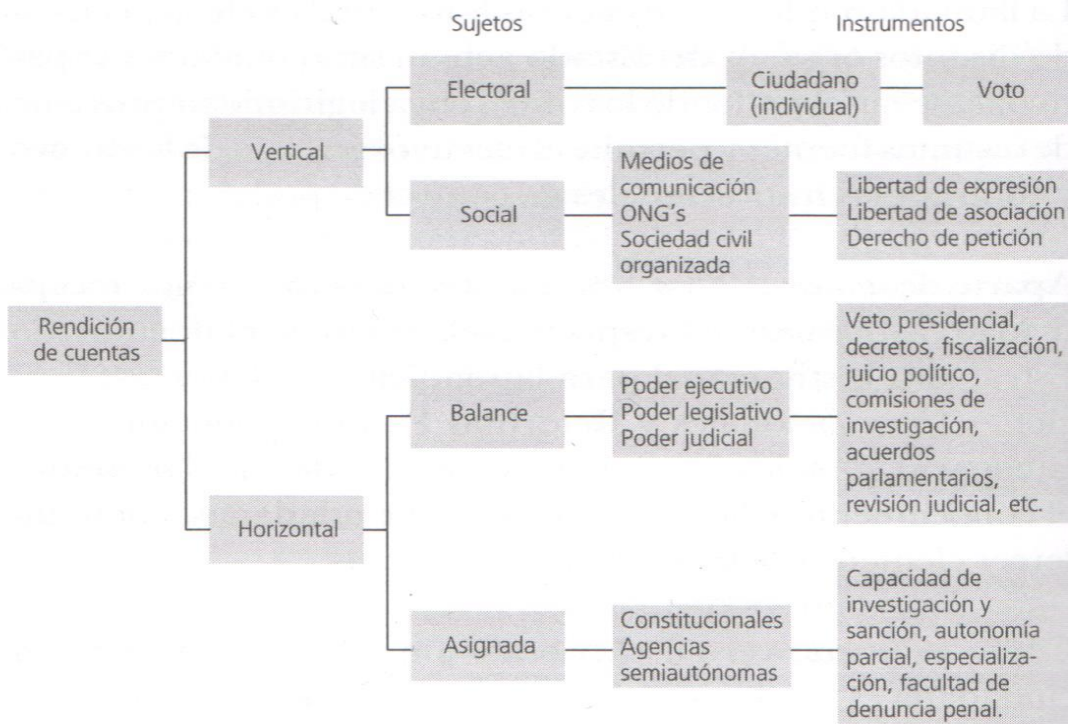 Sujetos
Instrumentos
Electoral
Ciudadano
(individual)
Voto
Vertical
Social
Medios de
comunicación
ONG's
Sociedad civil
organizada
Libertad de expresión
Libertad de asociación
Derecho de petición
Rendición
de cuentas
Balance
Poder ejecutivo
Poder legislativo
Poder judicial
Veto presidencial,
decretos, fiscalización,
juicio político,
comisiones de
investigación,
acuerdos
parlamentarios,
revisión judicial, etc.
Horizontal
Asignada
Constitucionales
Agencias
semiautónomas
Capacidad de
investigación y
sanción, autonomía
parcial, especializa-
ción, facultad de
denuncia penal.